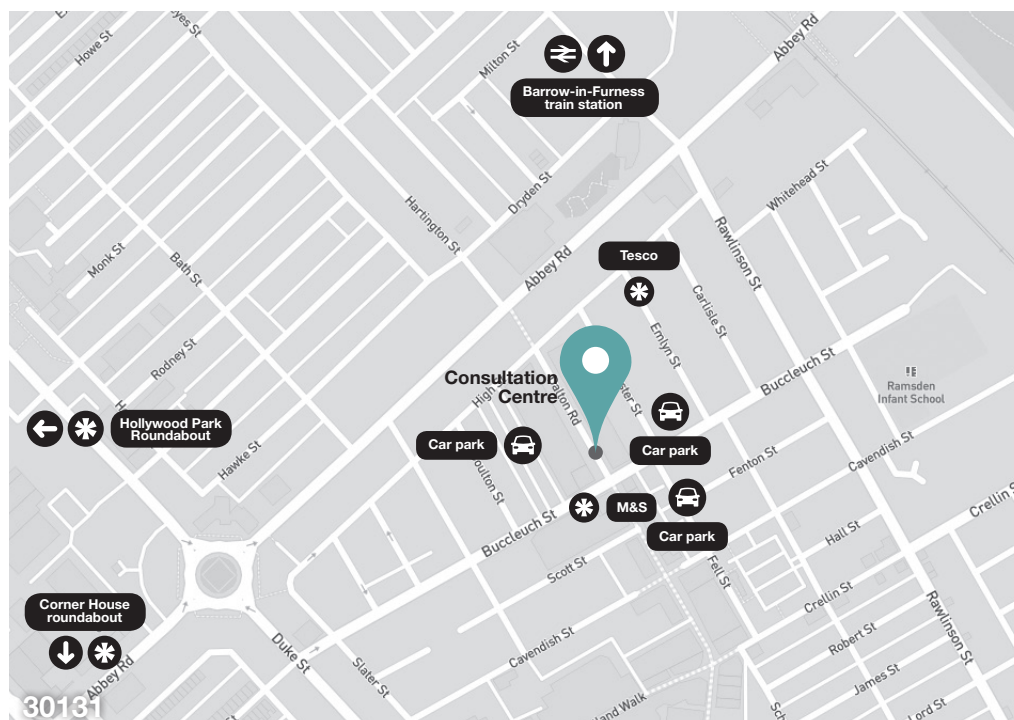 Howe St
Milton St
Abbey Rd
Barrow-in-Furness
train station
Dryden St
Whitehead St
Hartington St
Rawlinson St
Monk St
Bath St
Abbey Rd
Tesco
Carlisle St
Emlyn St
Rodney St
Buccleuch St
Consultation
Centre
Ramsden
Infant School
Hollywood Park
Roundabout
Car park
Car park
Hawke St
Fenton St
Cavendish St
M&S
Car park
Buccleuch St
Crellin St
Hall St
Scott St
Fell St
Crellin St
Corner House
roundabout
Duke St
Cavendish St
Rawlinson St
Robert St
Abbey Rd
Slater St
James St
Lord St
30131